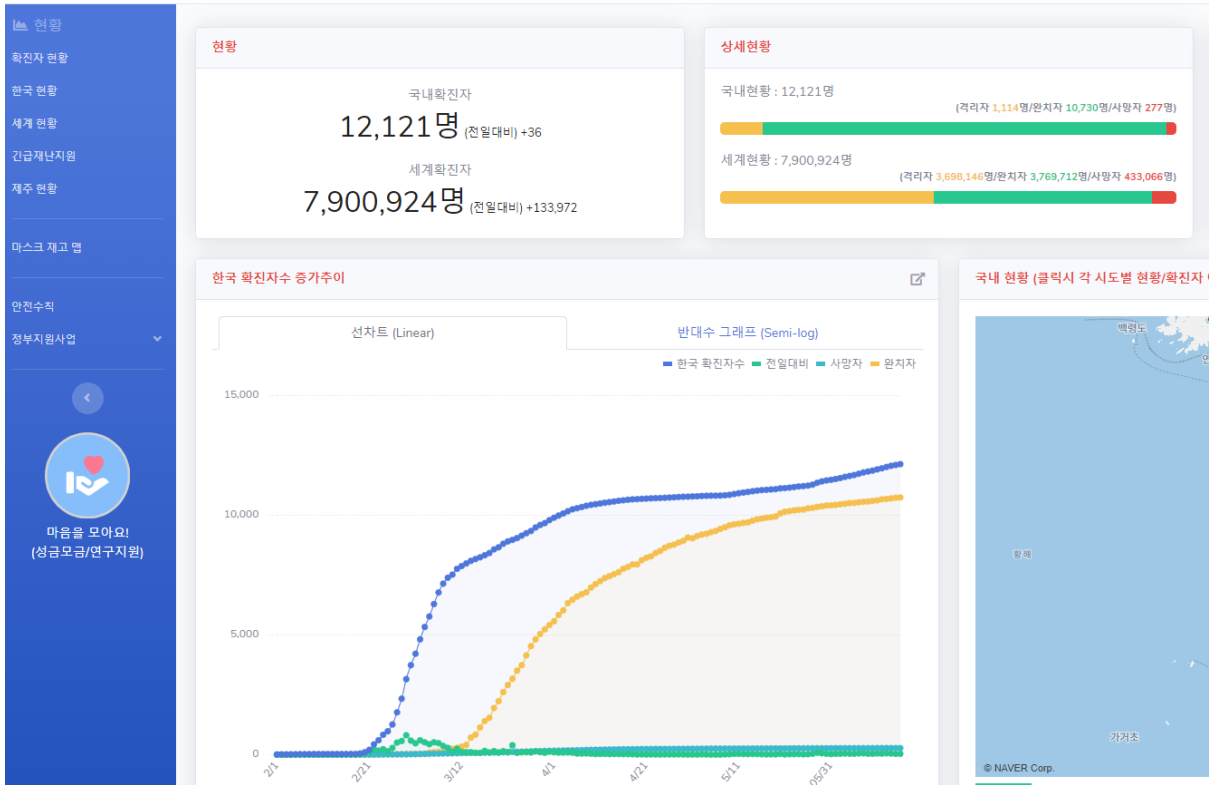 현황
확진자 현황
한국 현황
세계 현황
긴급재난지원
제주 현황
마스크 재고 맵
안전수칙
정부지원사업
마음을 모아요!
(성금모금/연구지원)
현황
국내확진자
12,121명 (전일대비) +36
세계확진자
7,900,924명 (전일대비) +133,972
상세현황
국내현황 : 12,121명
(격리자 1,114명/완치자 10,730명/사망자 277명)
세계현황 : 7,900,924명
(격리자 3,698,146명/완치자 3,769,712명/사망자 433,066명)
한국 확진자수 증가추이
선차트 (Linear)
반대수 그래프 (Semi-log)
한국 확진자수 전일대비 사망자 완치자
15,000
10,000
5,000
0
2/1 2/21 3/12 4/1 4/21 5/11 05/31
국내 현황 (클릭시 각 시도별 현황/확진자
백령도
황해
가거초
© NAVER Corp.